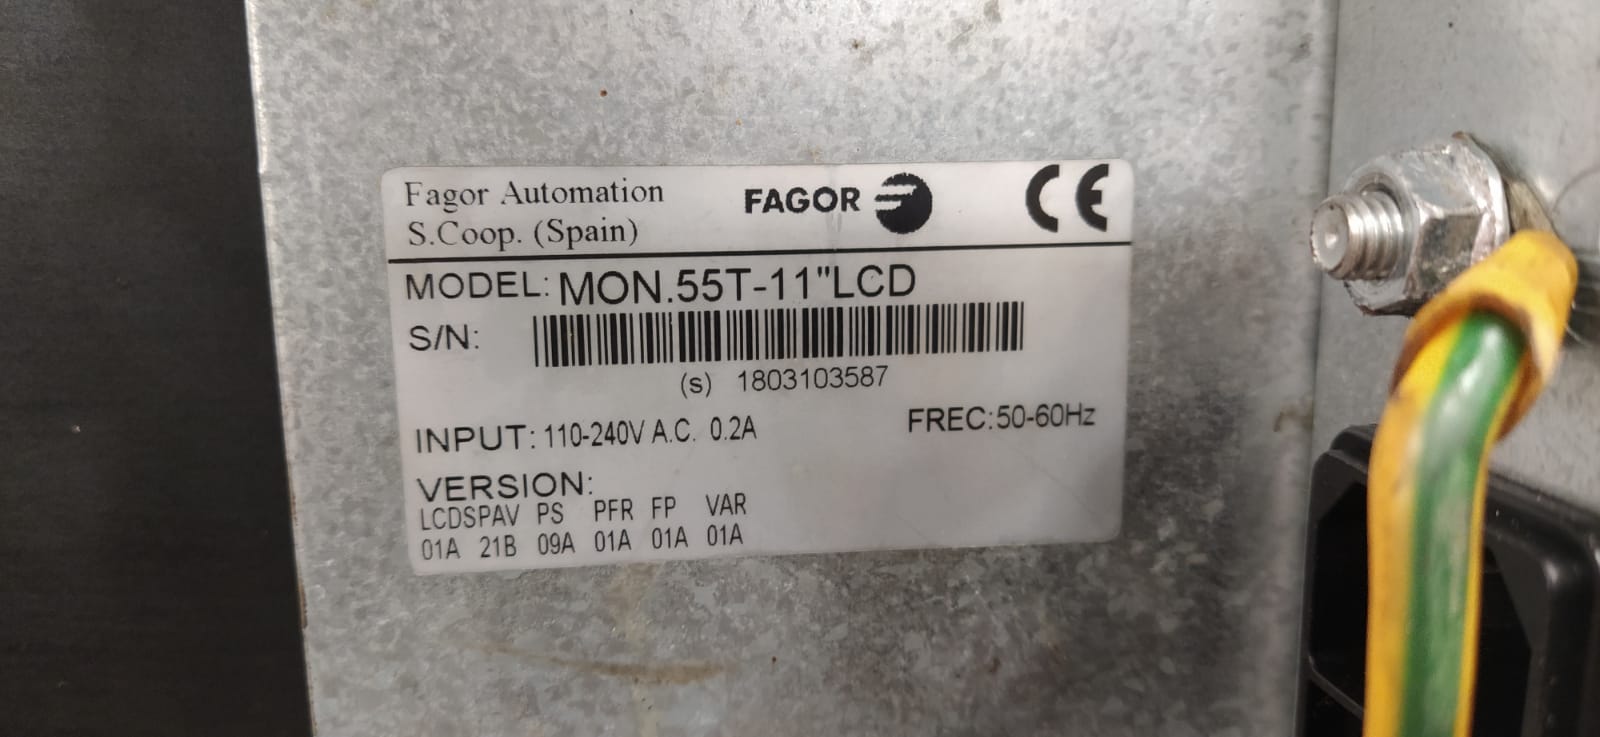 Fagor Automation
S.Coop. (Spain)
FAGOR
CE
MODEL: MON.55T-11"LCD
S/N:
(s) 1803103587
INPUT: 110-240V A.C. 0.2A
FREC:50-60Hz
VERSION:
LCDSPAV PS PFR FP VAR
01A 21B 09A 01A 01A 01A